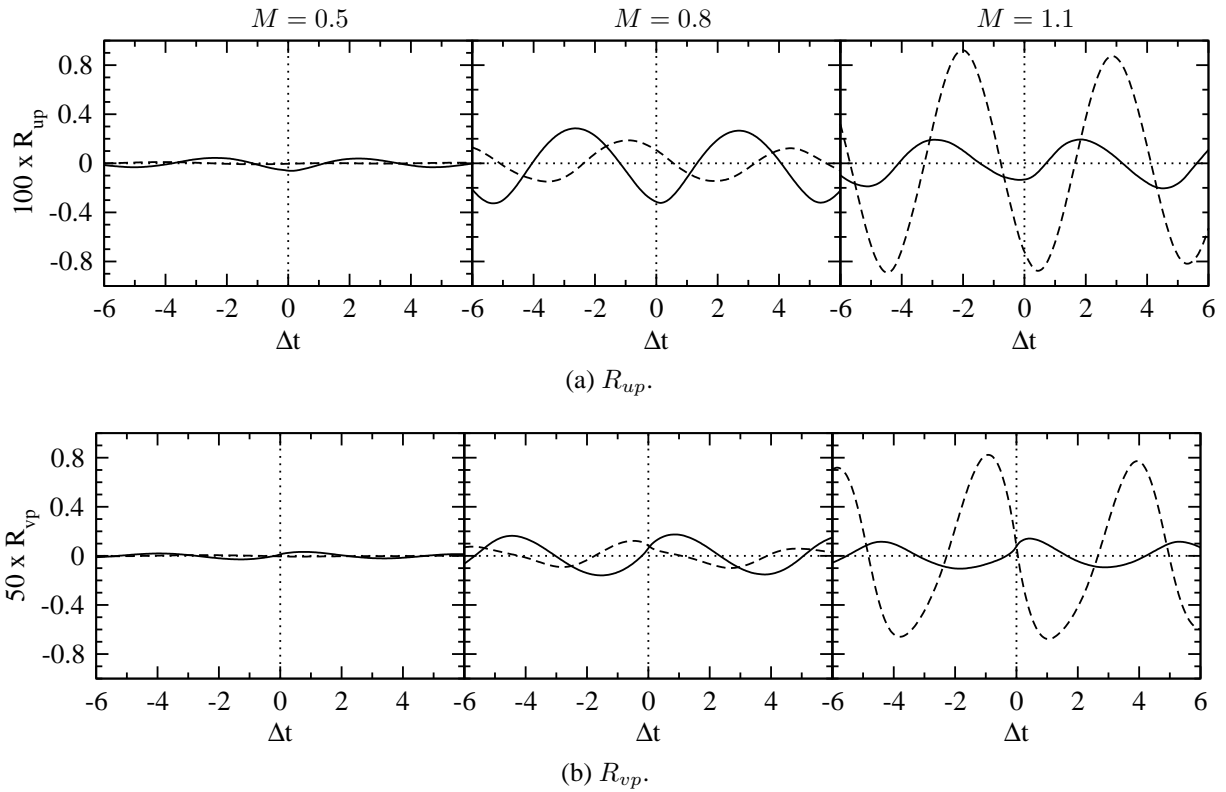 M = 0.5 M = 0.8 M = 1.1
100 x R_up
0.8
0.4
0
-0.4
-0.8
-6 -4 -2 0 2 4 -6 -4 -2 0 2 4 -6 -4 -2 0 2 4 6
Δt Δt Δt
(a) R_up.
50 x R_vp
0.8
0.4
0
-0.4
-0.8
-6 -4 -2 0 2 4 -6 -4 -2 0 2 4 -6 -4 -2 0 2 4 6
Δt Δt Δt
(b) R_vp.